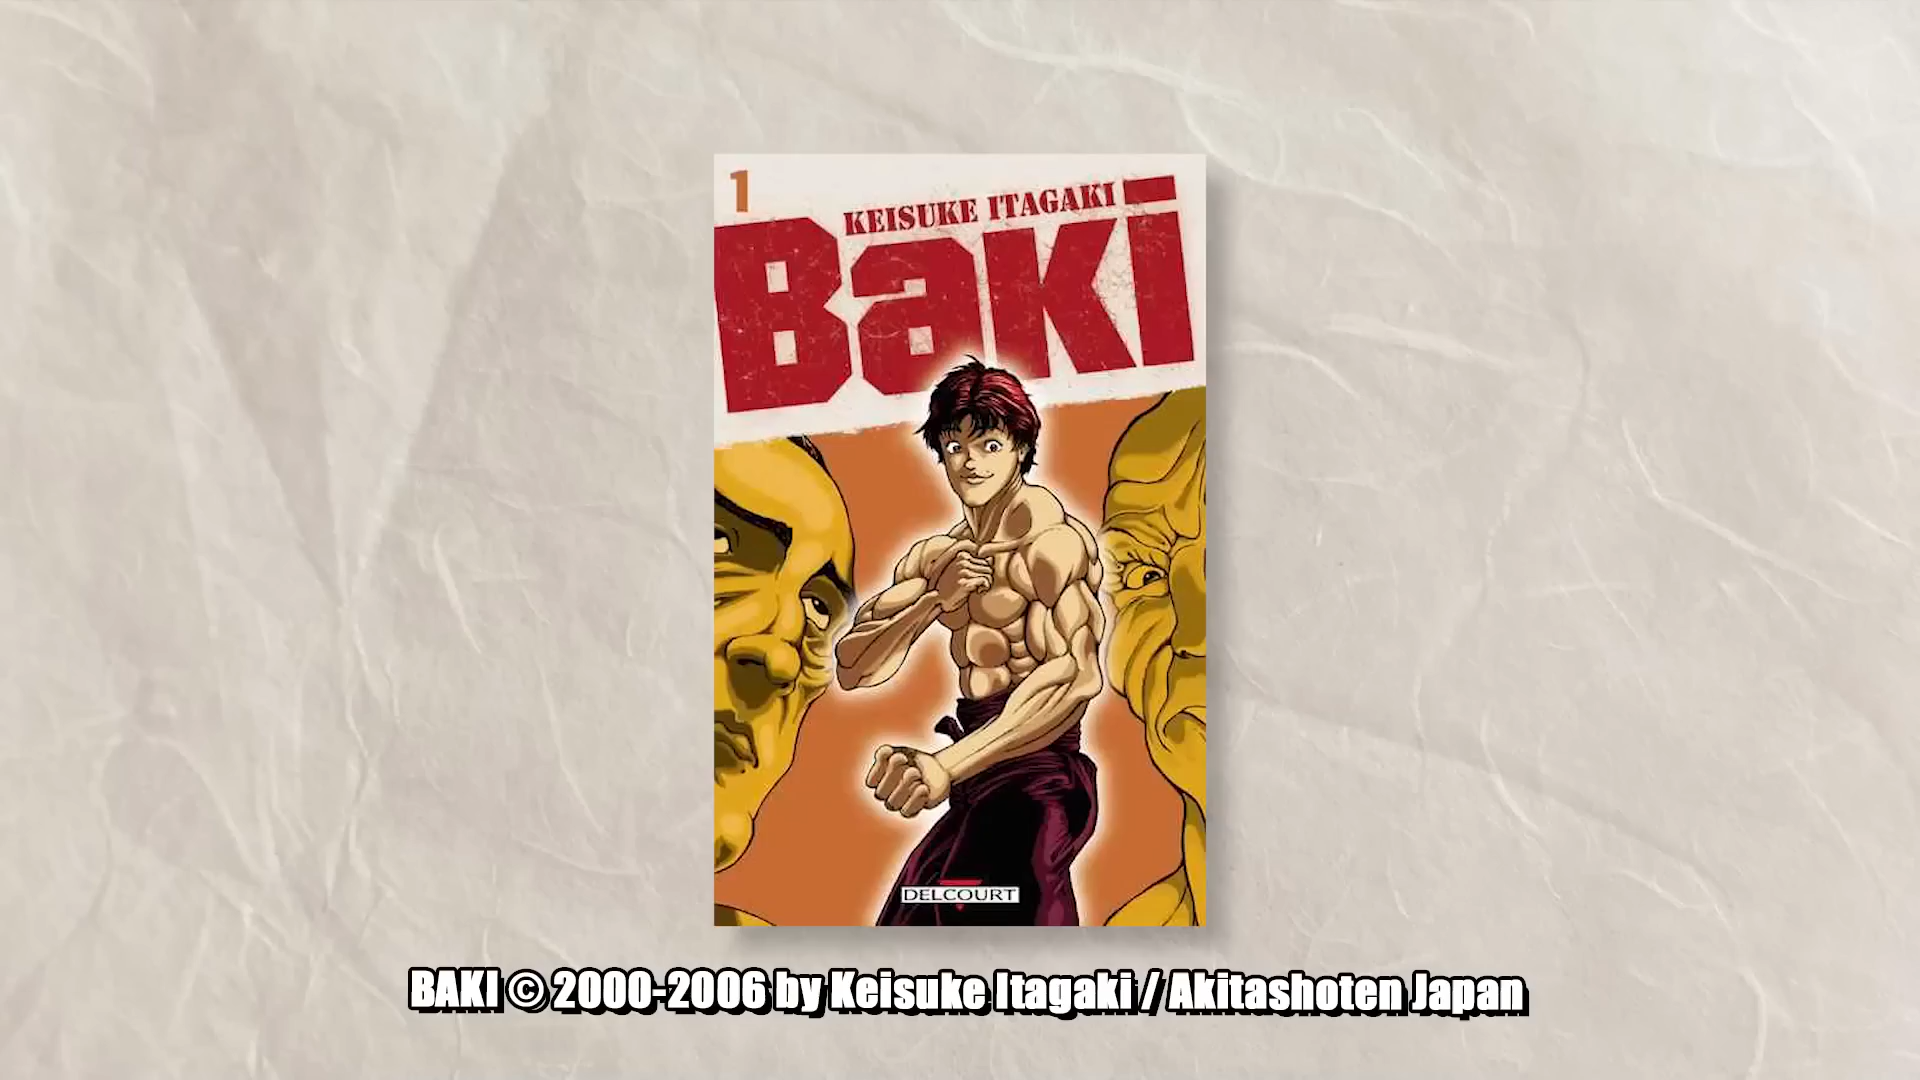 1
KEISUKE ITAGAKI
Baki
DELCOURT
BAKI © 2000-2006 by Keisuke Itagaki / Akitashoten Japan